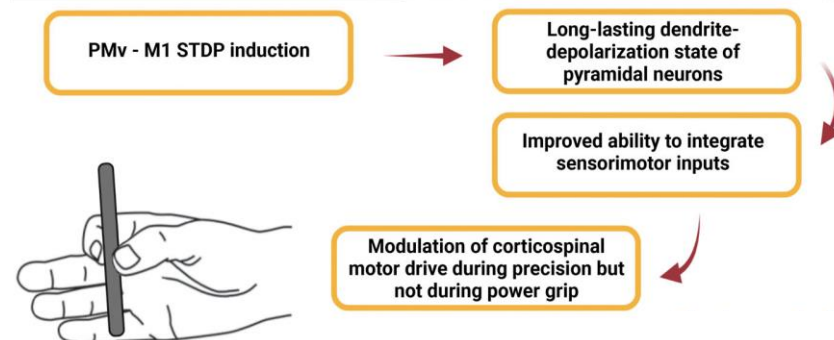 PMv - M1 STDP induction
Long-lasting dendrite-
depolarization state of
pyramidal neurons
Improved ability to integrate
sensorimotor inputs
Modulation of corticospinal
motor drive during precision but
not during power grip